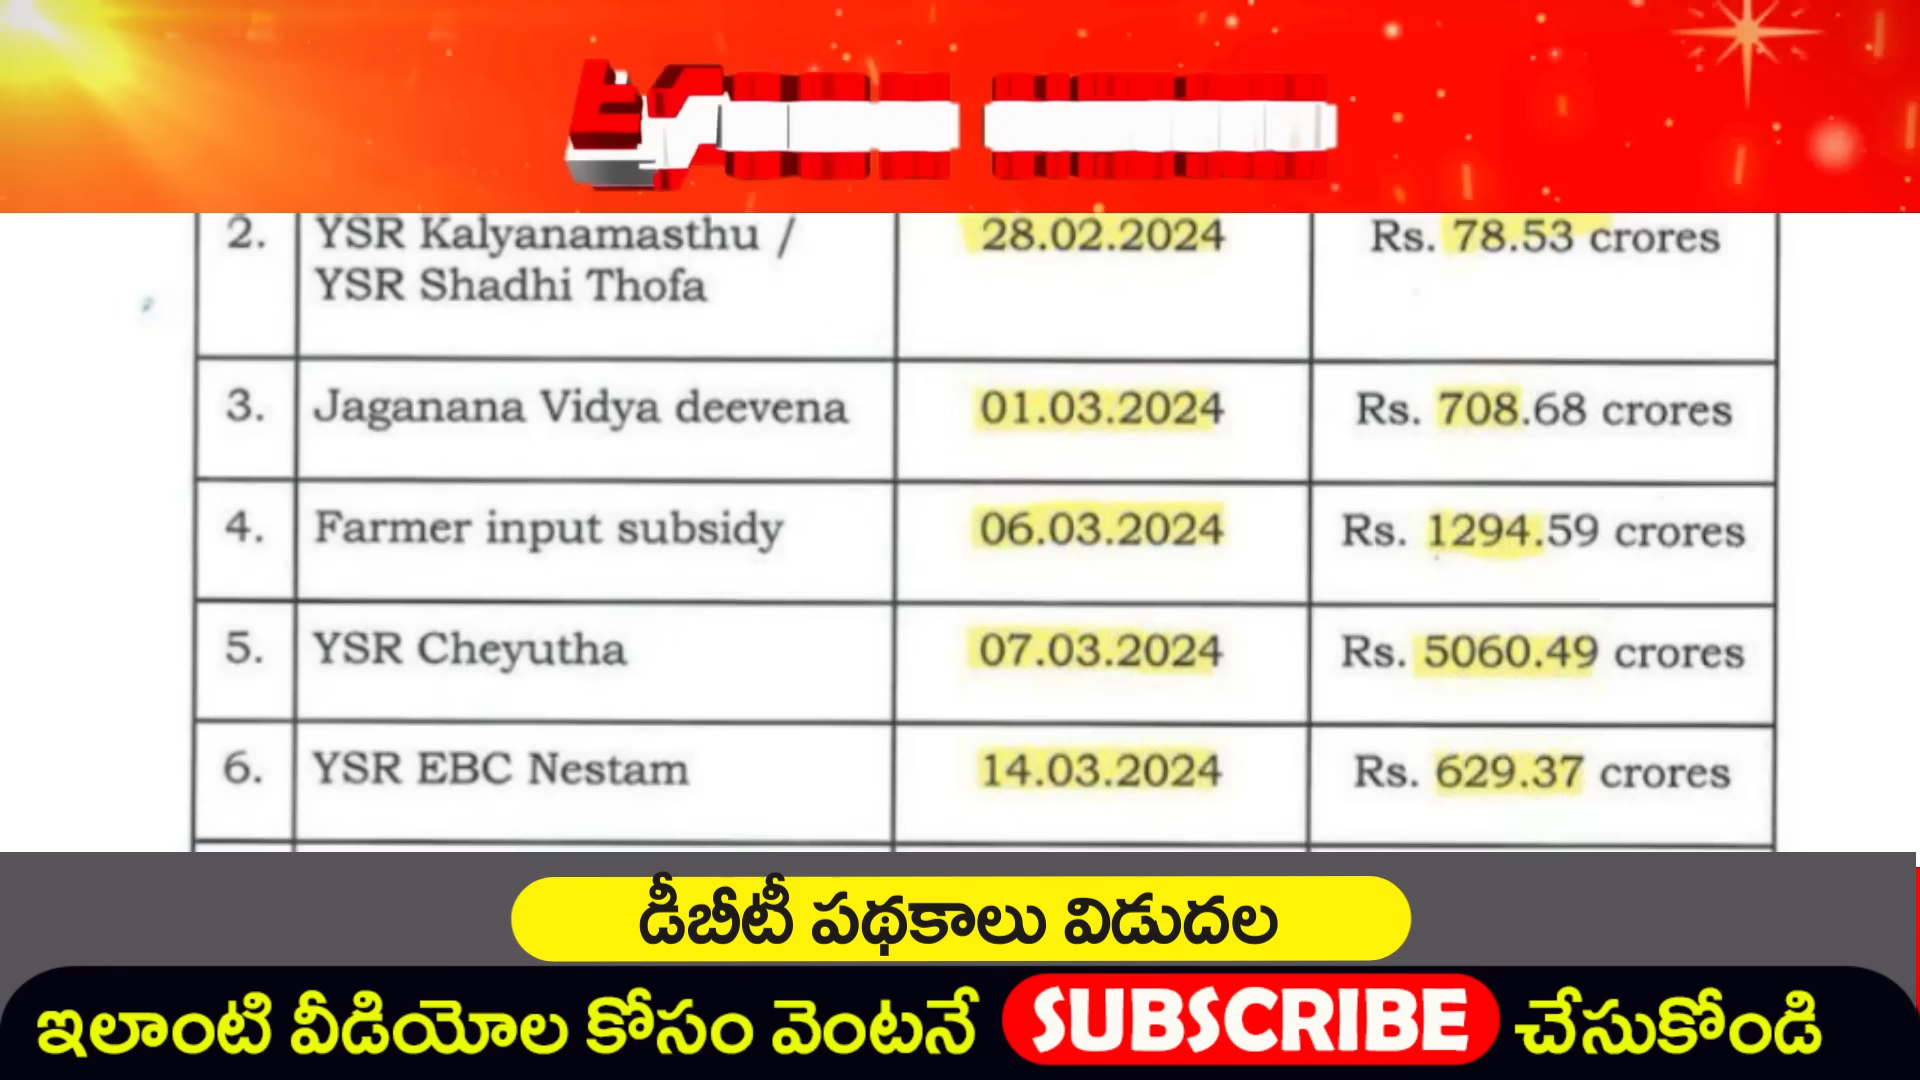 2. YSR Kalyanamasthu / 28.02.2024 Rs. 78.53 crores
YSR Shadhi Thofa
3. Jaganana Vidya deevena 01.03.2024 Rs. 708.68 crores
4. Farmer input subsidy 06.03.2024 Rs. 1294.59 crores
5. YSR Cheyutha 07.03.2024 Rs. 5060.49 crores
6. YSR EBC Nestam 14.03.2024 Rs. 629.37 crores
డీబీటీ పథకాలు విడుదల
ఇలాంటి వీడియోల కోసం వెంటనే SUBSCRIBE చేసుకోండి